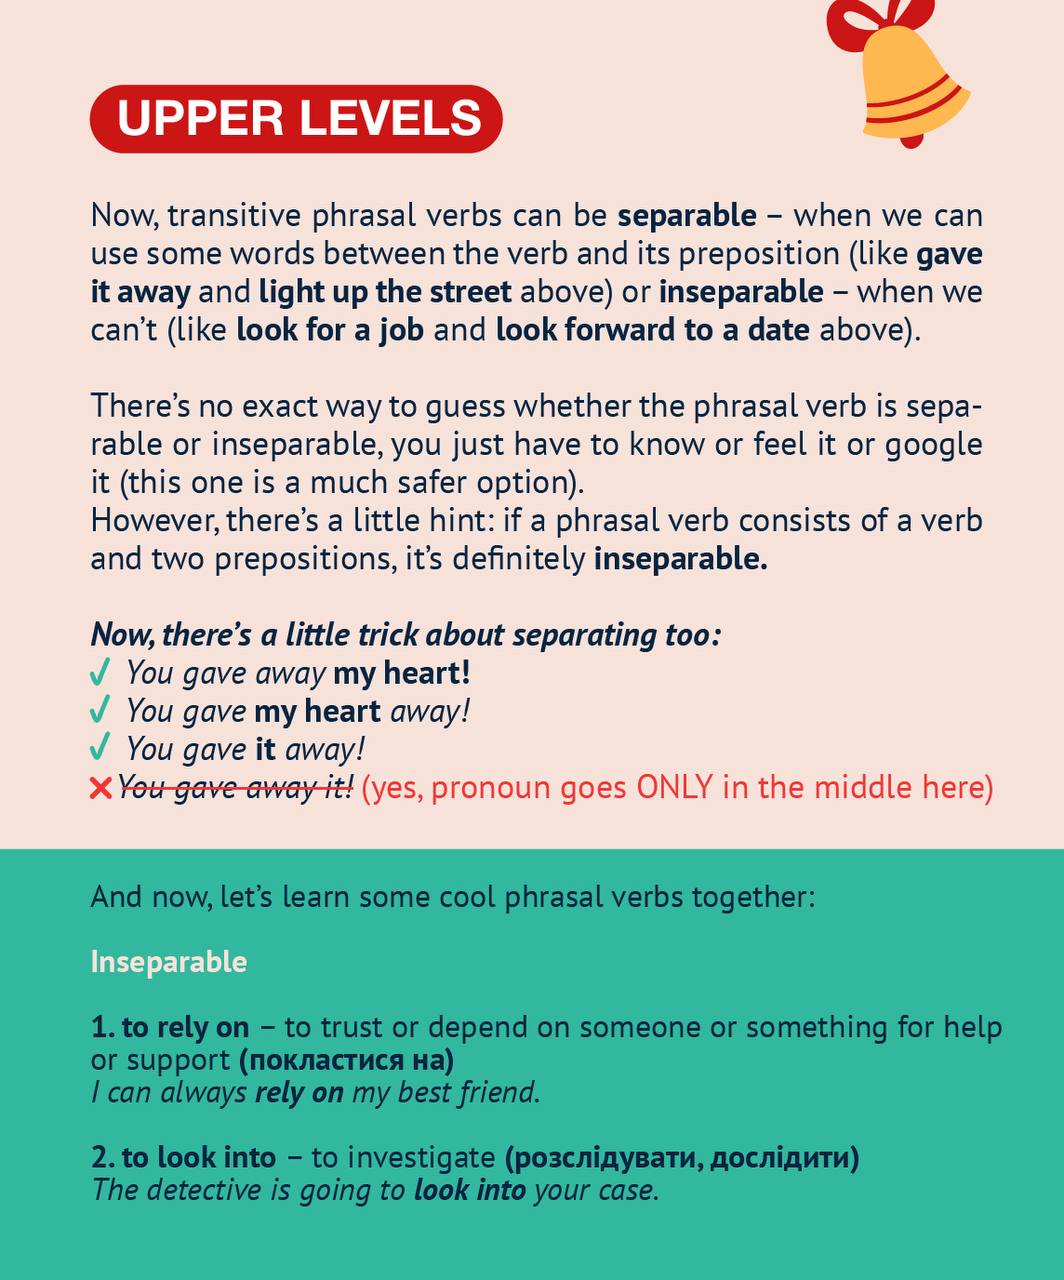 UPPER LEVELS
Now, transitive phrasal verbs can be separable – when we can
use some words between the verb and its preposition (like gave
it away and light up the street above) or inseparable – when we
can’t (like look for a job and look forward to a date above).
There’s no exact way to guess whether the phrasal verb is sepa-
rable or inseparable, you just have to know or feel it or google
it (this one is a much safer option).
However, there’s a little hint: if a phrasal verb consists of a verb
and two prepositions, it’s definitely inseparable.
Now, there’s a little trick about separating too:
✓ You gave away my heart!
✓ You gave my heart away!
✓ You gave it away!
✕ You gave away it! (yes, pronoun goes ONLY in the middle here)
And now, let’s learn some cool phrasal verbs together:
Inseparable
1. to rely on – to trust or depend on someone or something for help
or support (покластися на)
I can always rely on my best friend.
2. to look into – to investigate (розслідувати, дослідити)
The detective is going to look into your case.